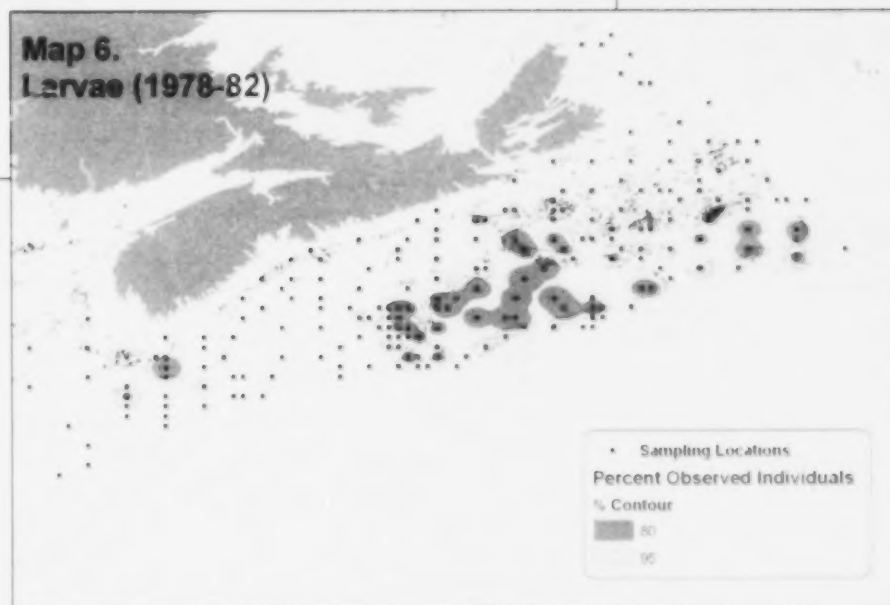 Map 6.
Larvae (1978-82)
Sampling Locations
Percent Observed Individuals
% Contour
80
95